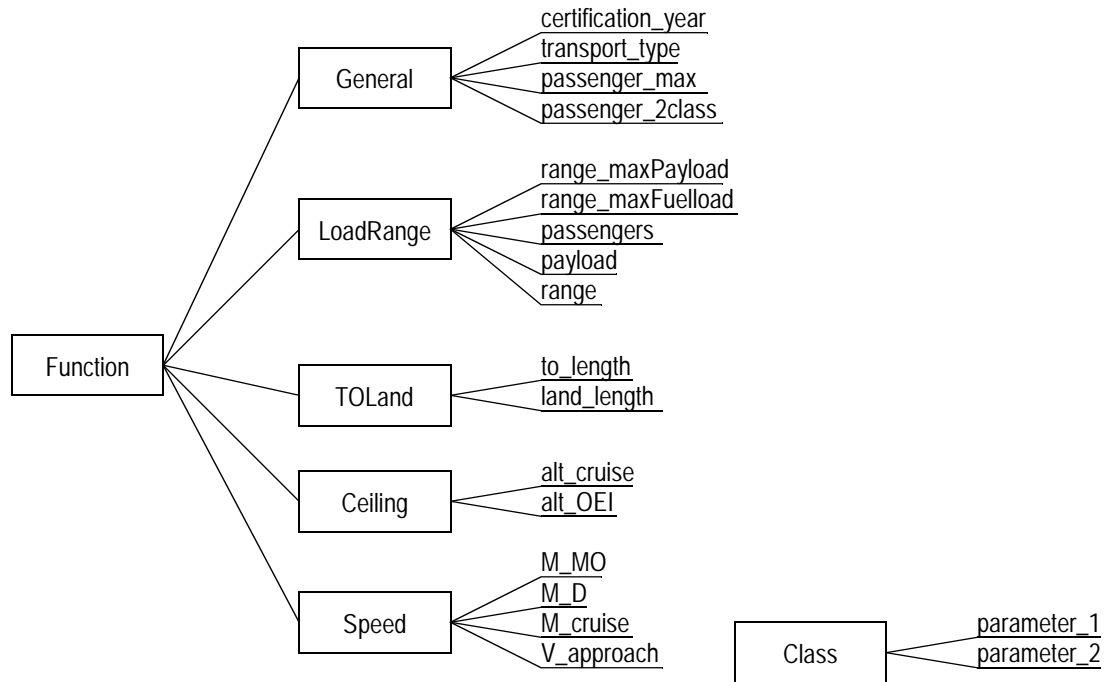 certification_year
transport_type
General
passenger_max
passenger_2class
range_maxPayload
range_maxFuelload
LoadRange
passengers
payload
range
Function
to_length
TOLand
land_length
alt_cruise
Ceiling
alt_OEI
M_MO
M_D
Speed
M_cruise
V_approach
Class
parameter_1
parameter_2